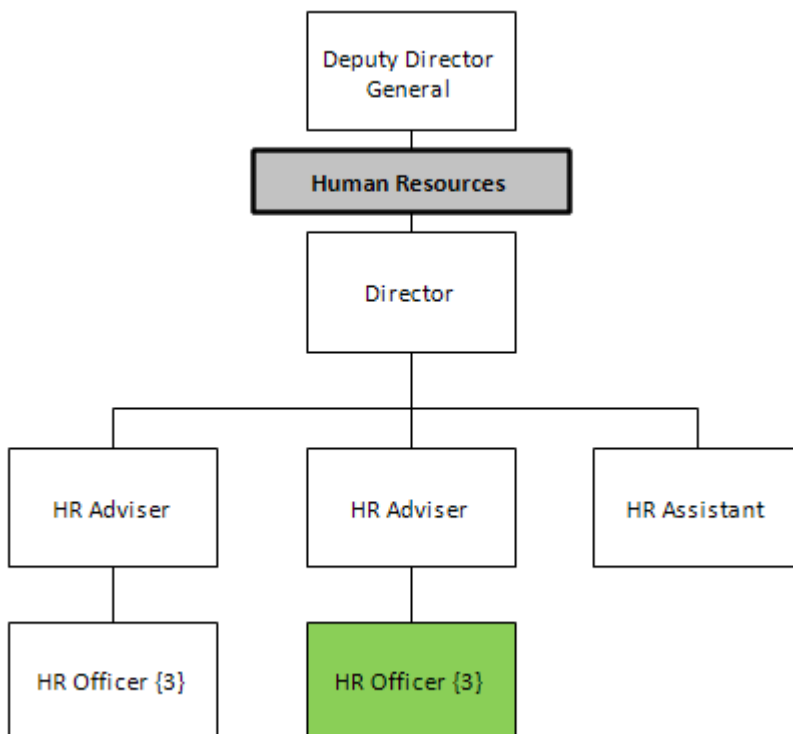 Deputy Director
General
Human Resources
Director
HR Adviser
HR Adviser
HR Assistant
HR Officer {3}
HR Officer {3}